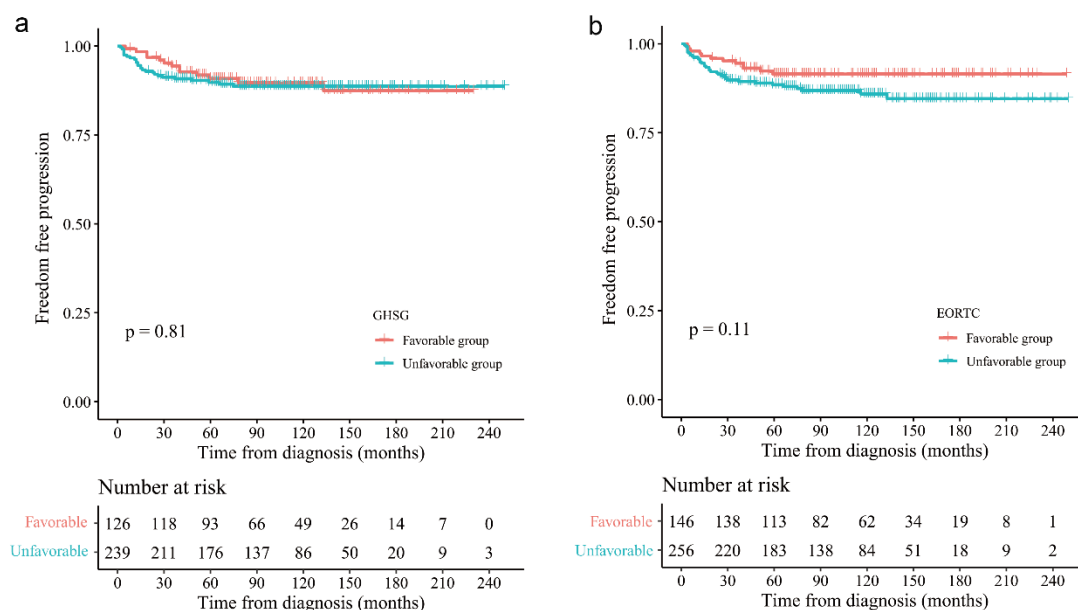 a
Freedom free progression
1.00
0.75
0.50
0.25
0.00
p = 0.81
GHSG
Favorable group
Unfavorable group
0 30 60 90 120 150 180 210 240
Time from diagnosis (months)
Number at risk
Favorable 126 118 93 66 49 26 14 7 0
Unfavorable 239 211 176 137 86 50 20 9 3
0 30 60 90 120 150 180 210 240
Time from diagnosis (months)
b
Freedom free progression
1.00
0.75
0.50
0.25
0.00
p = 0.11
EORTC
Favorable group
Unfavorable group
0 30 60 90 120 150 180 210 240
Time from diagnosis (months)
Number at risk
Favorable 146 138 113 82 62 34 19 8 1
Unfavorable 256 220 183 138 84 51 18 9 2
0 30 60 90 120 150 180 210 240
Time from diagnosis (months)